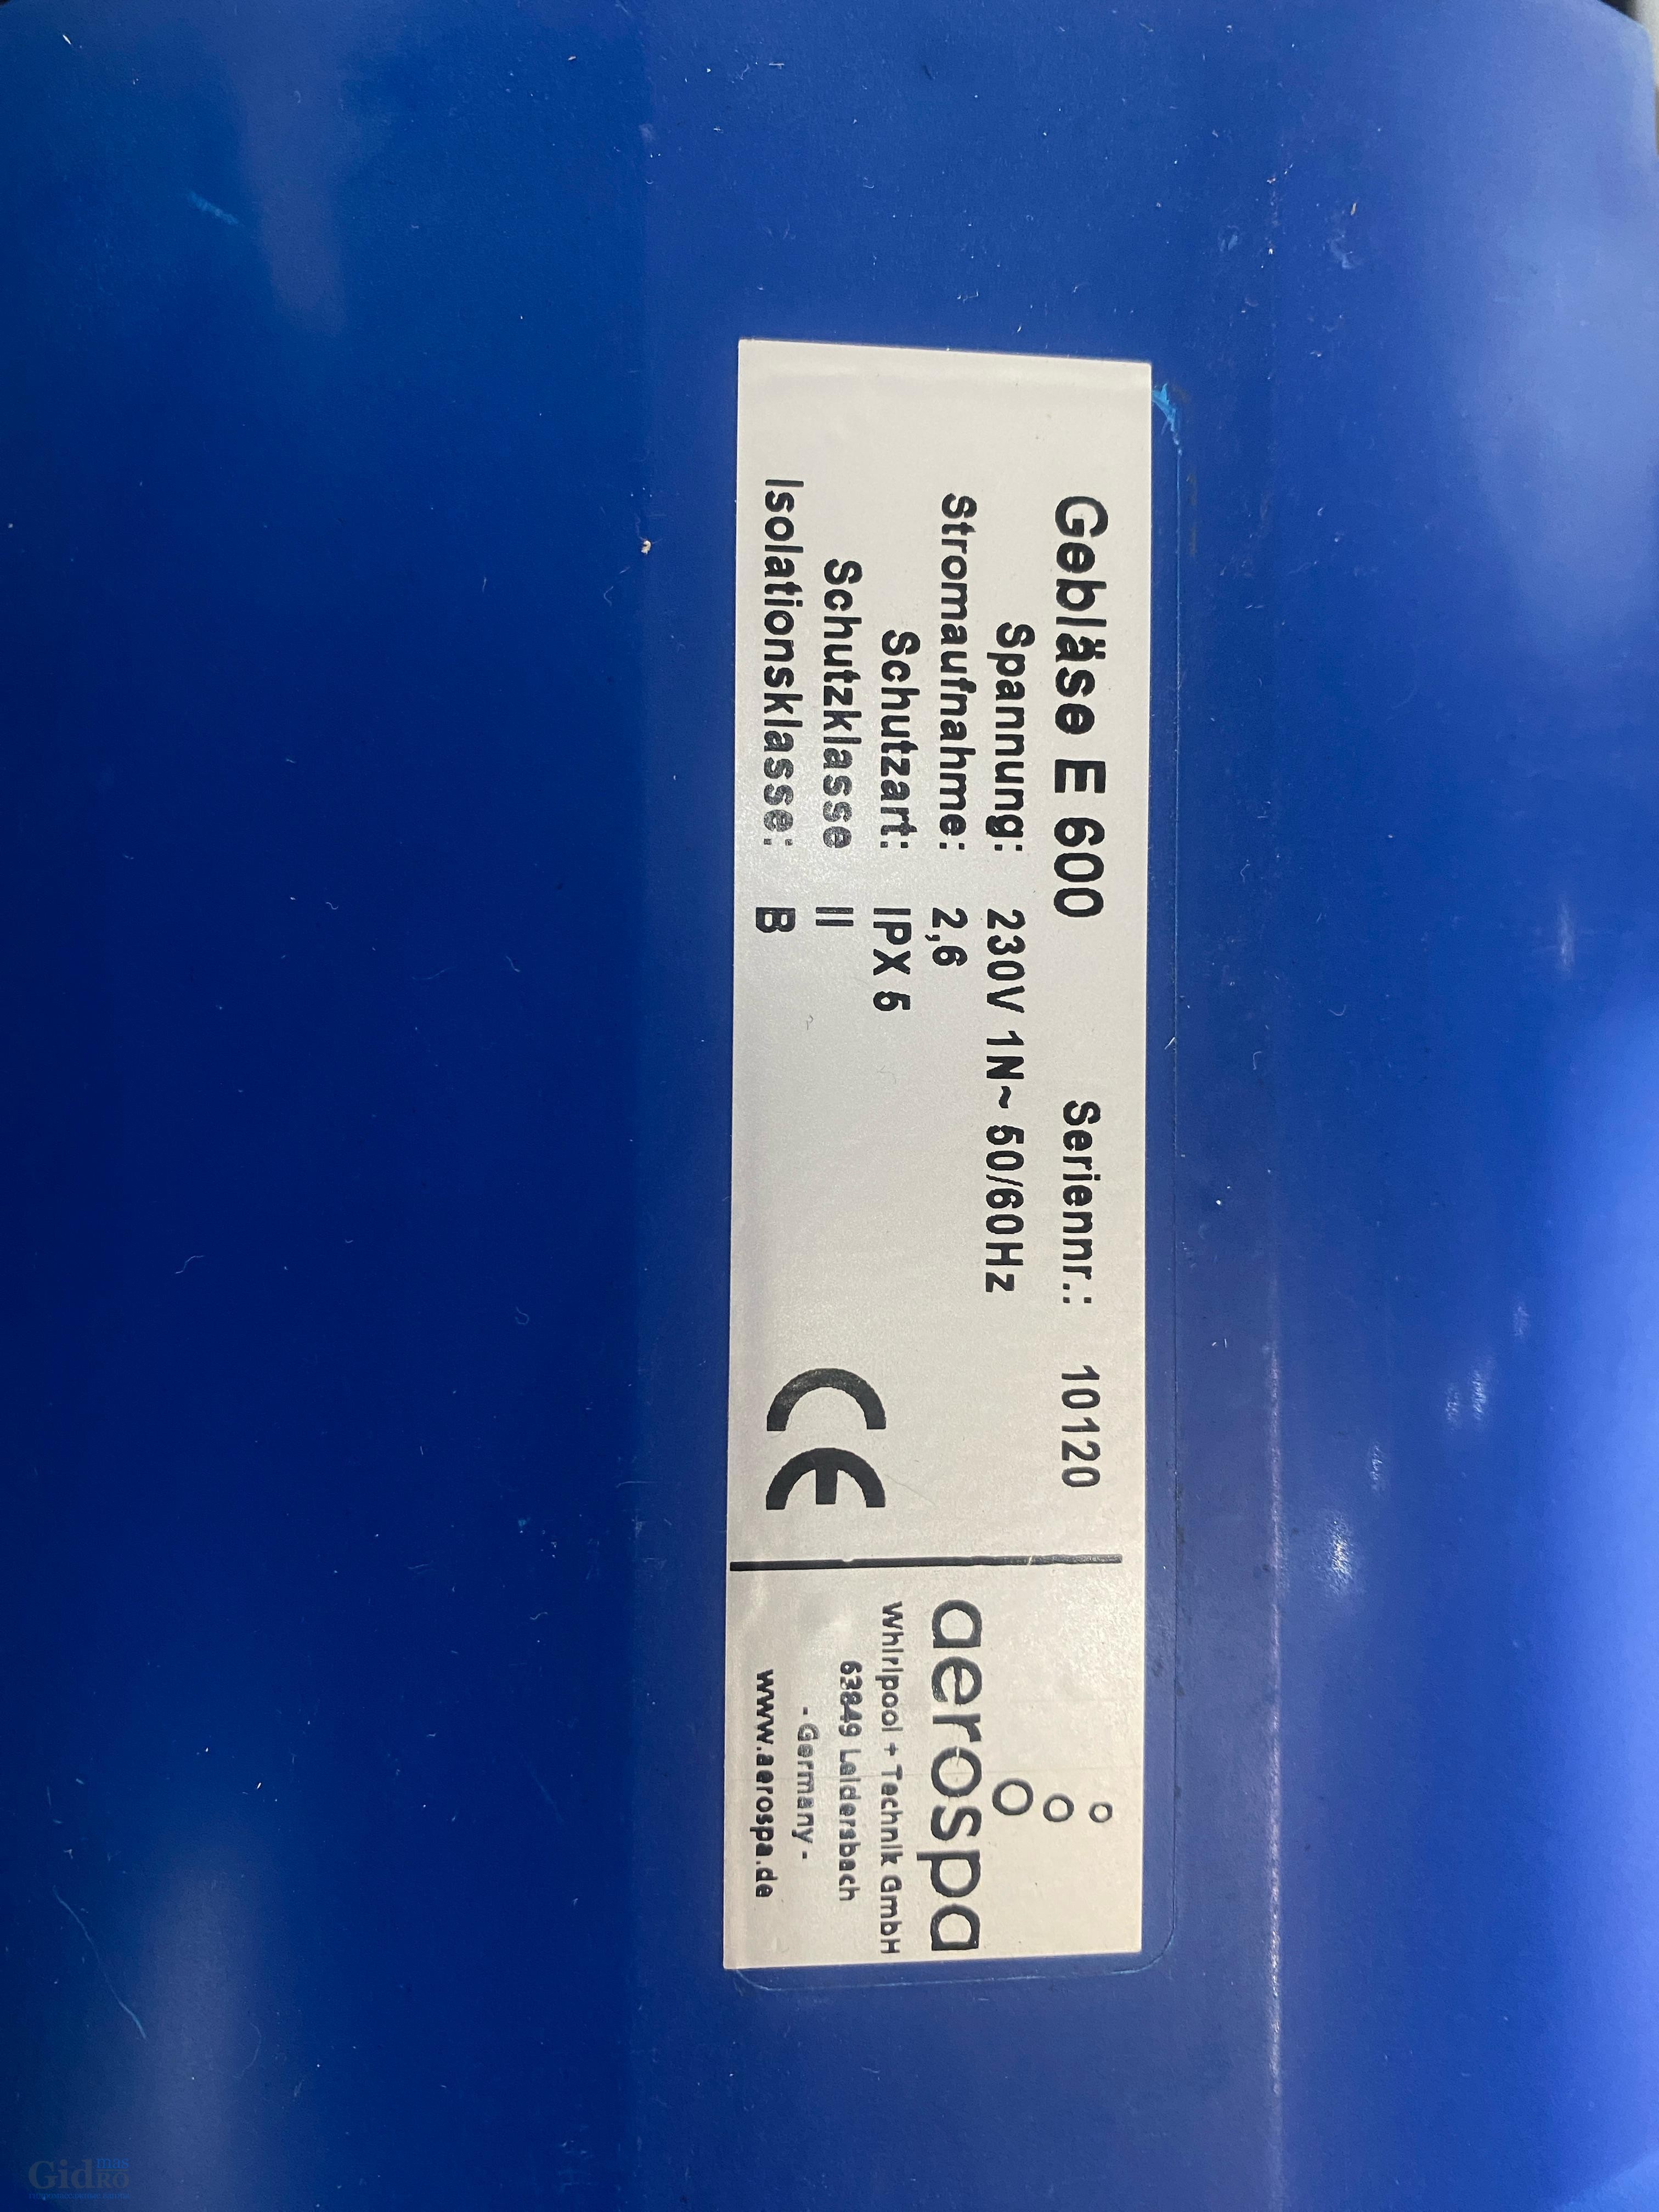 Gebläse E 600 Seriennr.: 10120
Spannung: 230V 1N~ 50/60Hz
Stromaufnahme: 2,6
Schutzart: IPX 5
Schutzklasse II
Isolationsklasse: B
CE
aerospa
Whirlpool + Technik GmbH
63849 Leidersbach
- Germany -
www.aerospa.de
Gidromas